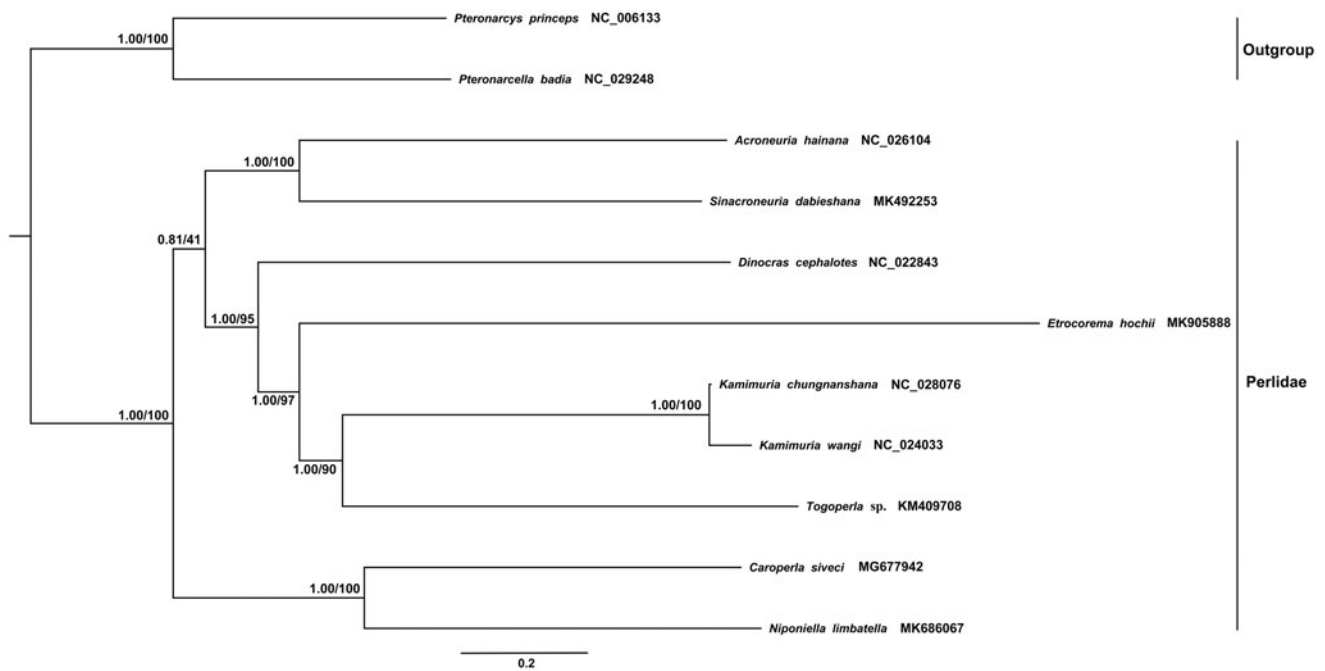 Pteronarcys princeps NC_006133
1.00/100
Outgroup
Pteronarcella badia NC_029248
Acroneuria hainana NC_026104
1.00/100
Sinacroneuria dabieshana MK492253
0.81/41
Dinocras cephalotes NC_022843
1.00/95
Etrocorema hochii MK905888
Kamimuria chungnanshana NC_028076
Perlidae
1.00/97
1.00/100
1.00/100
Kamimuria wangi NC_024033
1.00/90
Togoperla sp. KM409708
Caroperla siveci MG677942
1.00/100
Niponiella limbatella MK686067
0.2